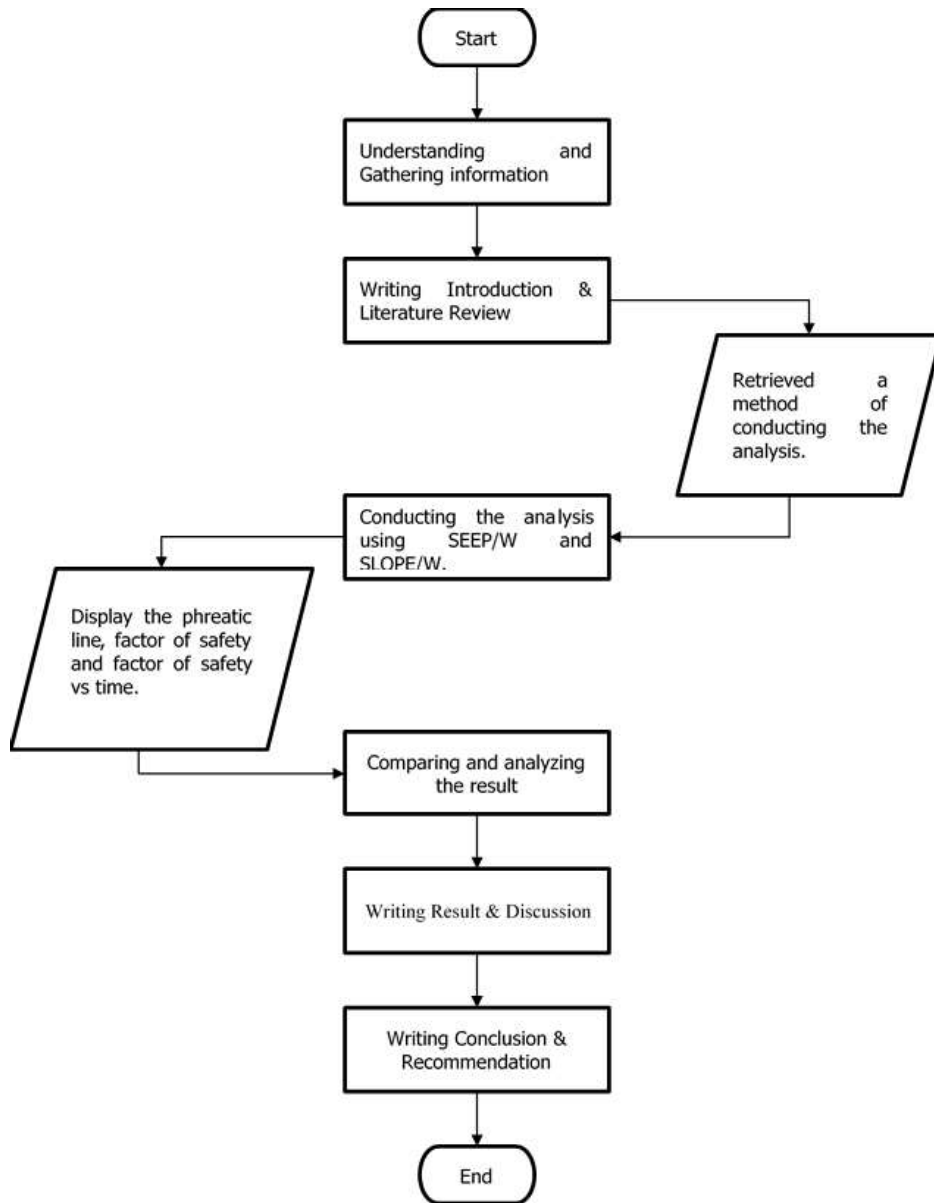 Start
Understanding and
Gathering information
Writing Introduction &
Literature Review
Retrieved a
method of
conducting the
analysis.
Conducting the analysis
using SEEP/W and
SLOPE/W.
Display the phreatic
line, factor of safety
and factor of safety
vs time.
Comparing and analyzing
the result
Writing Result & Discussion
Writing Conclusion &
Recommendation
End